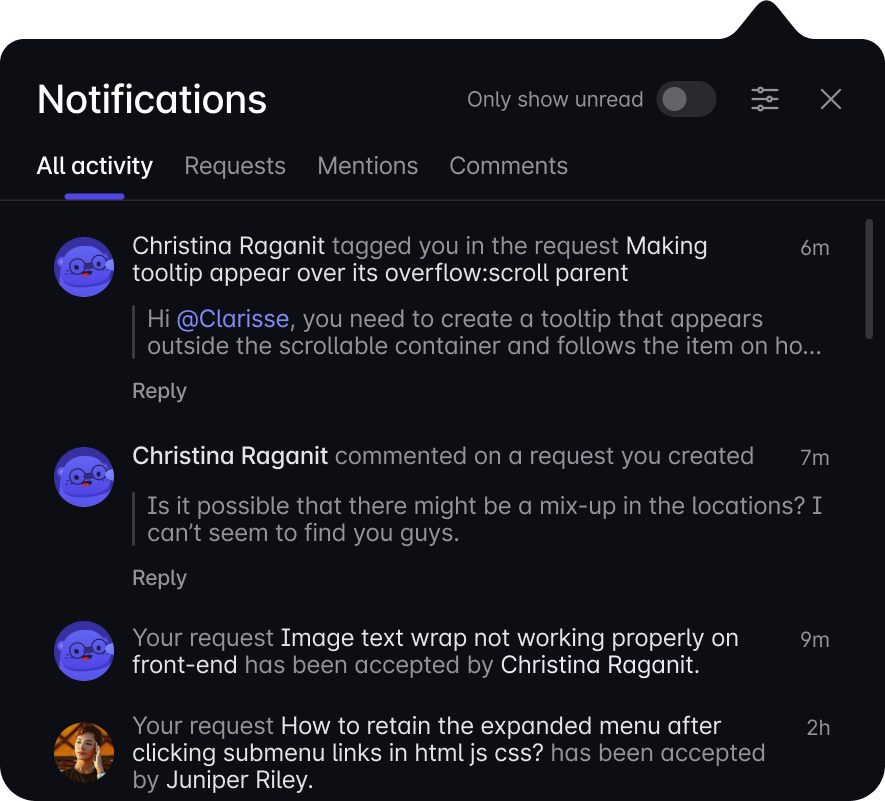 Notifications
Only show unread
All activity Requests Mentions Comments
Christina Raganit tagged you in the request Making 6m
tooltip appear over its overflow:scroll parent
Hi @Clarisse, you need to create a tooltip that appears
outside the scrollable container and follows the item on ho...
Reply
Christina Raganit commented on a request you created 7m
Is it possible that there might be a mix-up in the locations? I
can’t seem to find you guys.
Reply
Your request Image text wrap not working properly on 9m
front-end has been accepted by Christina Raganit.
Your request How to retain the expanded menu after 2h
clicking submenu links in html js css? has been accepted
by Juniper Riley.